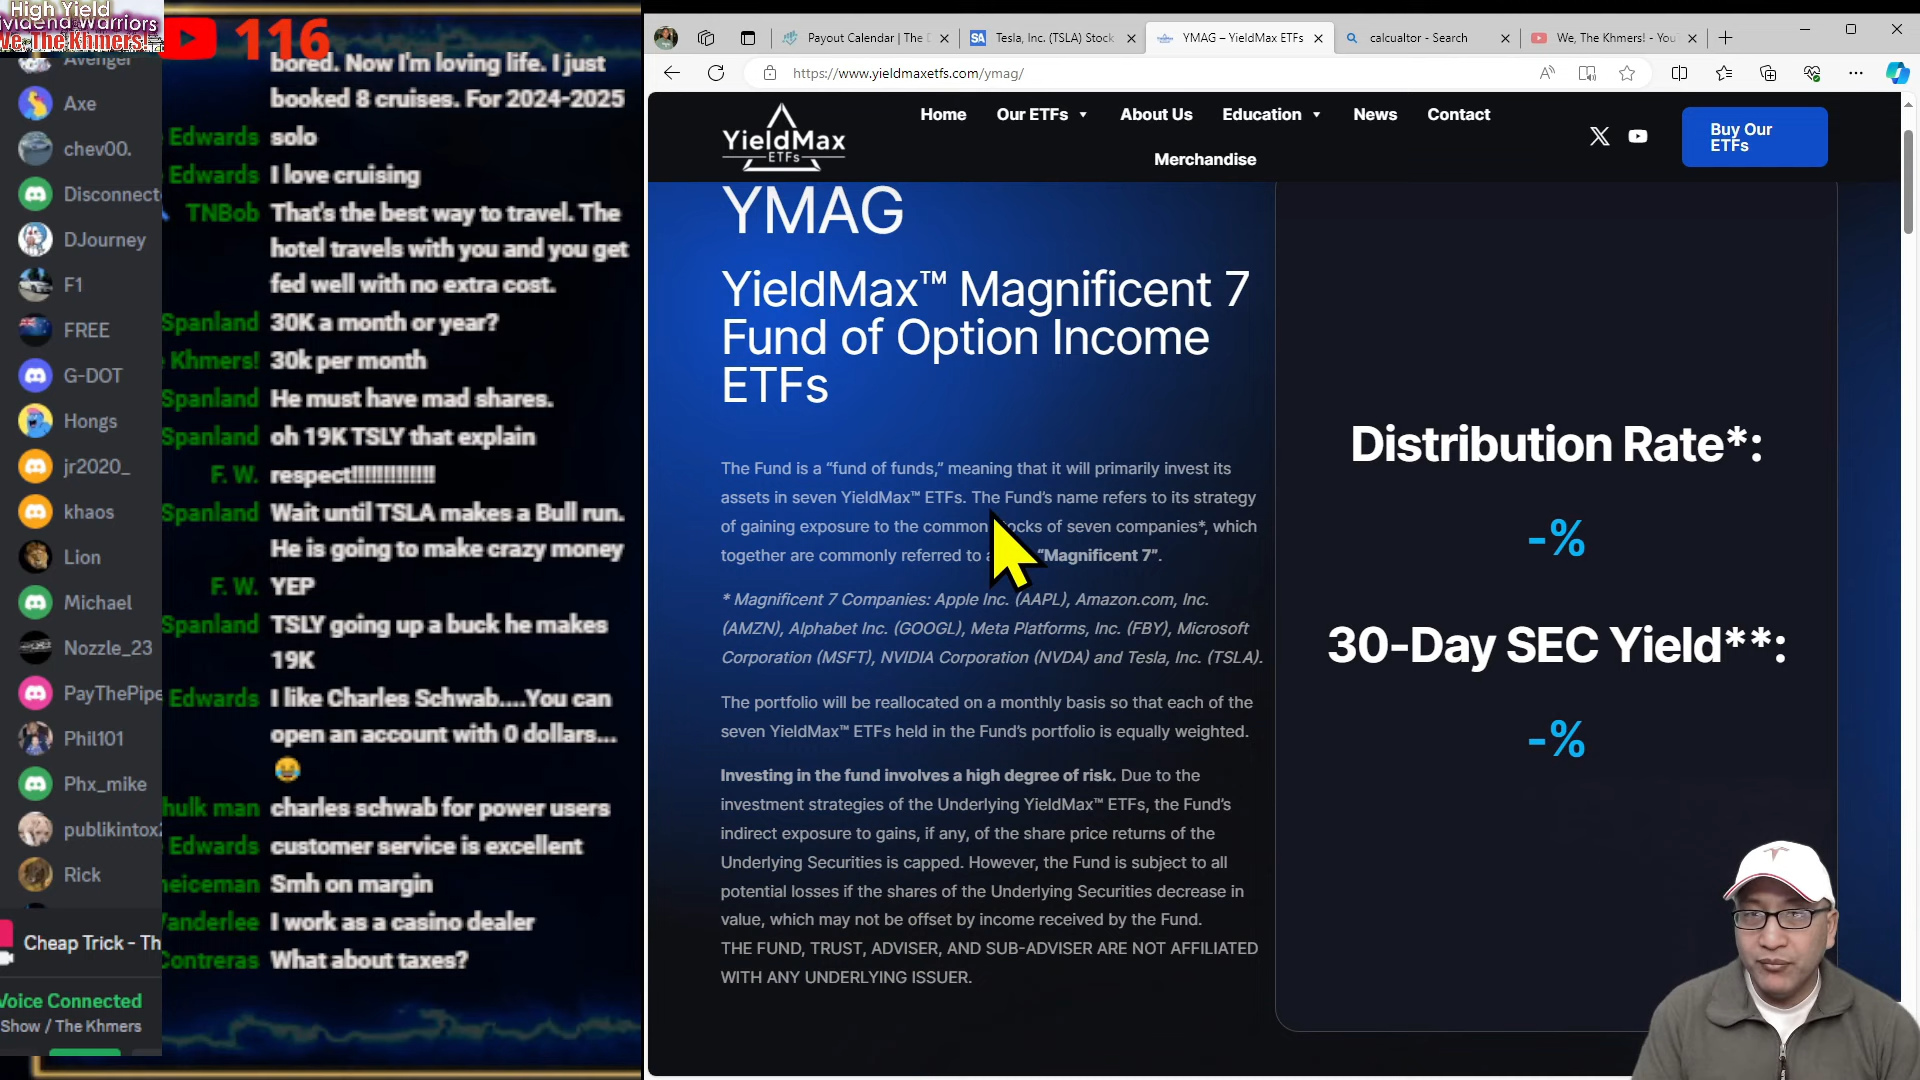 High Yield
Dividend Warriors
We, The Khmers!
116
Avenger
Axe
chev00.
Disconnect
DJourney
F1
FREE
G-DOT
Hongs
jr2020_
khaos
Lion
Michael
Nozzle_23
PayThePipe
Phil101
Phx_mike
publikintox
Rick
Cheap Trick - Th
Voice Connected
Show / The Khmers
bored. Now I'm loving life. I just
booked 8 cruises. For 2024-2025
Edwards solo
Edwards I love cruising
TNBob That's the best way to travel. The
hotel travels with you and you get
fed well with no extra cost.
Spanland 30K a month or year?
Khmers! 30k per month
Spanland He must have mad shares.
Spanland oh 19K TSLY that explain
F. W. respect!!!!!!!!!!!!!!
Spanland Wait until TSLA makes a Bull run.
He is going to make crazy money
F. W. YEP
Spanland TSLY going up a buck he makes
19K
Edwards I like Charles Schwab....You can
open an account with 0 dollars...
😂
hulk man charles schwab for power users
Edwards customer service is excellent
neiceman Smh on margin
Vanderlee I work as a casino dealer
Contreras What about taxes?
Payout Calendar | The D
SA Tesla, Inc. (TSLA) Stock
YMAG – YieldMax ETFs
calcualtor - Search
We, The Khmers! - You
https://www.yieldmaxetfs.com/ymag/
YieldMax
ETFs
Home Our ETFs About Us Education News Contact
Merchandise
Buy Our
ETFs
YMAG
YieldMax™ Magnificent 7
Fund of Option Income
ETFs
The Fund is a “fund of funds,” meaning that it will primarily invest its
assets in seven YieldMax™ ETFs. The Fund’s name refers to its strategy
of gaining exposure to the common ocks of seven companies*, which
together are commonly referred to a “Magnificent 7”.
* Magnificent 7 Companies: Apple Inc. (AAPL), Amazon.com, Inc.
(AMZN), Alphabet Inc. (GOOGL), Meta Platforms, Inc. (FBY), Microsoft
Corporation (MSFT), NVIDIA Corporation (NVDA) and Tesla, Inc. (TSLA).
The portfolio will be reallocated on a monthly basis so that each of the
seven YieldMax™ ETFs held in the Fund’s portfolio is equally weighted.
Investing in the fund involves a high degree of risk. Due to the
investment strategies of the Underlying YieldMax™ ETFs, the Fund’s
indirect exposure to gains, if any, of the share price returns of the
Underlying Securities is capped. However, the Fund is subject to all
potential losses if the shares of the Underlying Securities decrease in
value, which may not be offset by income received by the Fund.
THE FUND, TRUST, ADVISER, AND SUB-ADVISER ARE NOT AFFILIATED
WITH ANY UNDERLYING ISSUER.
Distribution Rate*:
-%
30-Day SEC Yield**:
-%